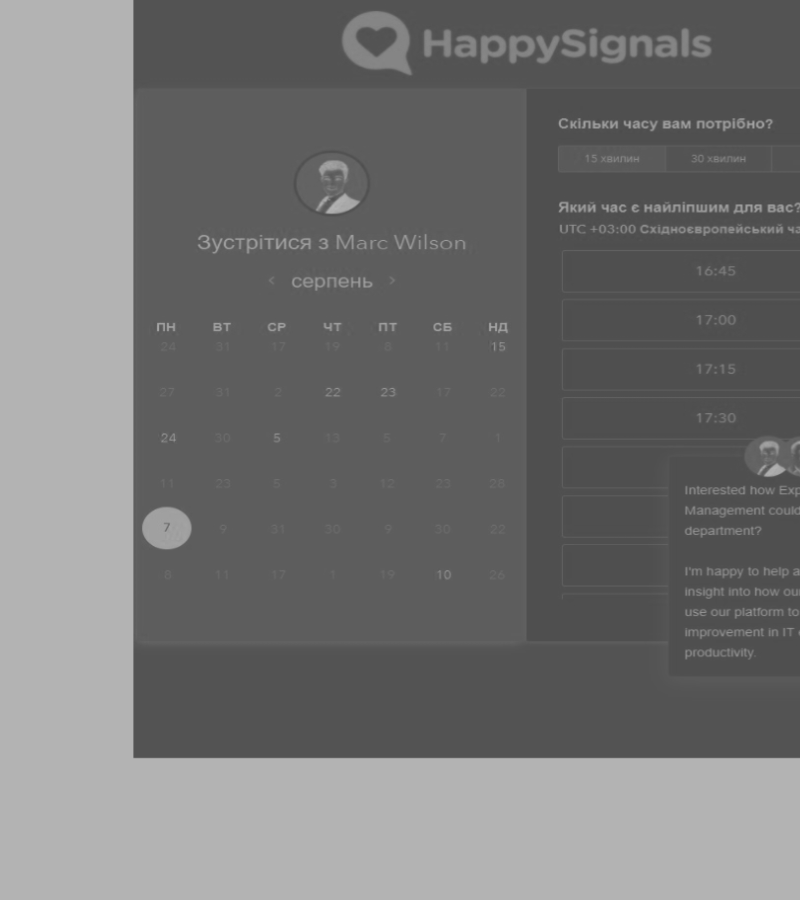 HappySignals
Зустрітися з Marc Wilson
< серпень >
ПН ВТ СР ЧТ ПТ СБ НД
24 31 17 19 8 11 15
27 31 2 22 23 17 22
24 30 5 13 5 7 1
11 23 5 3 12 23 28
7 9 31 30 9 30 22
8 11 17 1 19 10 26
Скільки часу вам потрібно?
15 хвилин 30 хвилин
Який час є найліпшим для вас?
UTC +03:00 Східноєвропейський ча
16:45
17:00
17:15
17:30
Interested how Exp
Management could
department?
I'm happy to help a
insight into how ou
use our platform to
improvement in IT
productivity.